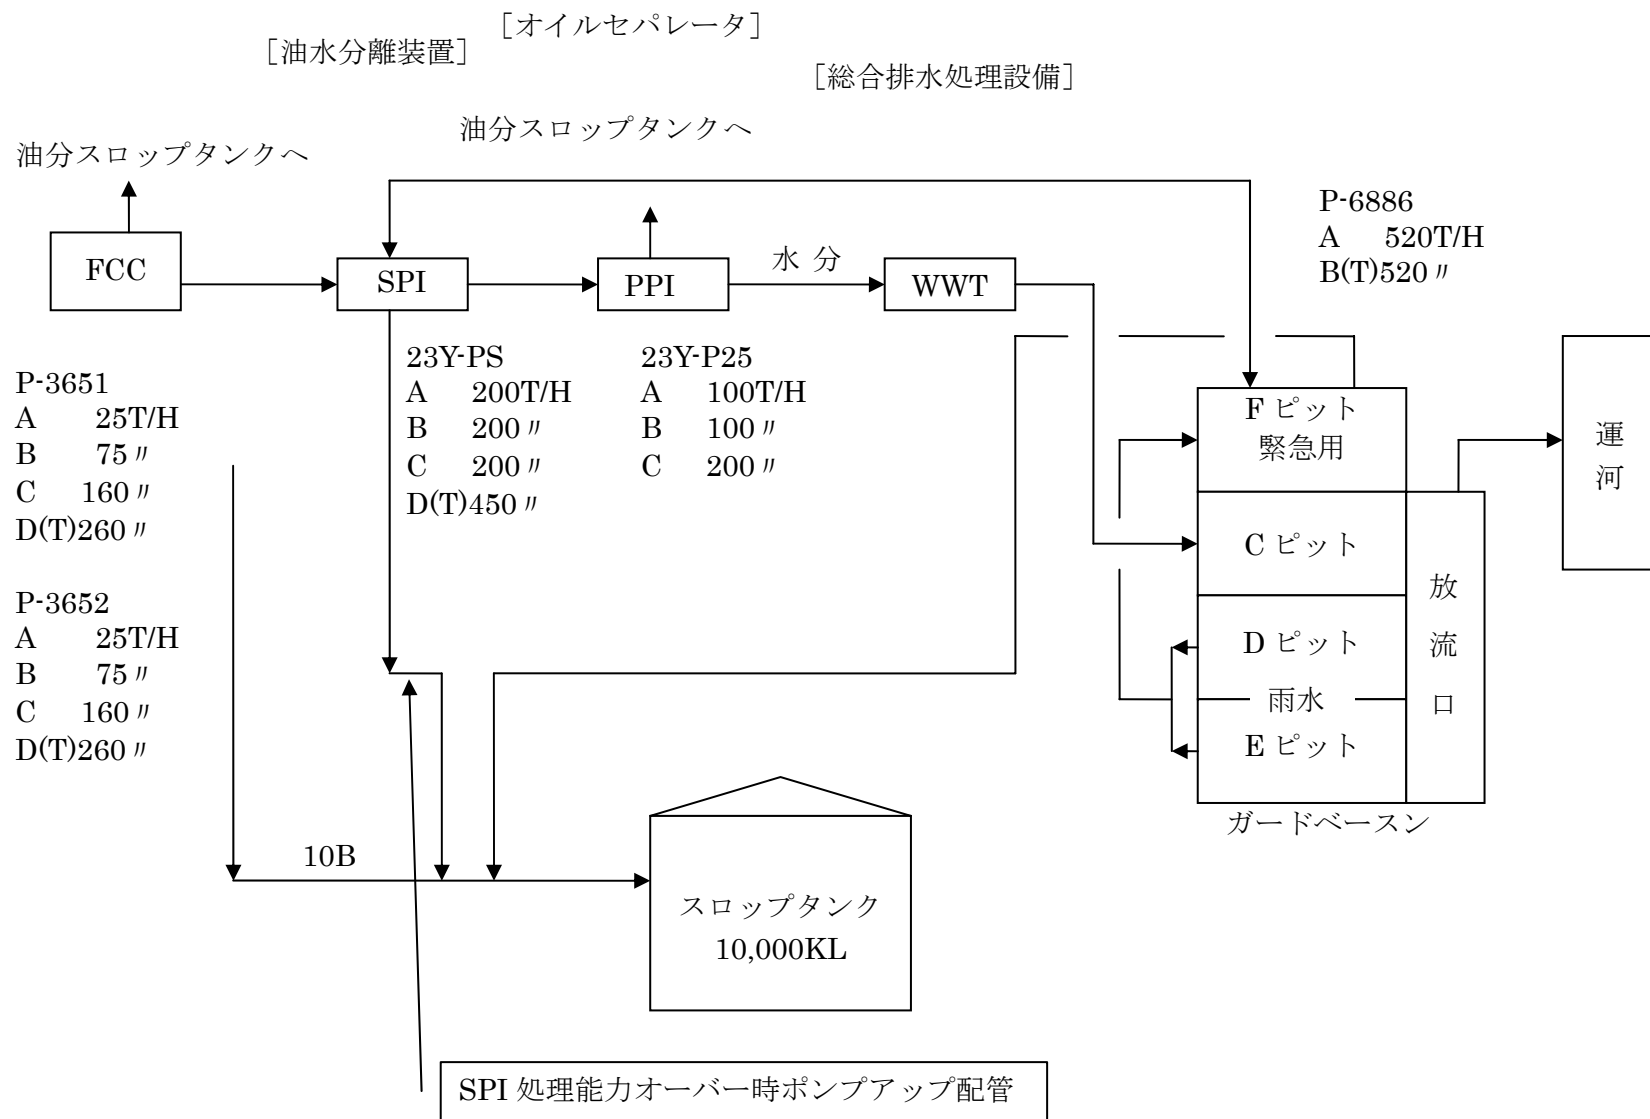 ［オイルセパレータ］
［油水分離装置］
［総合排水処理設備］
油分スロップタンクへ
油分スロップタンクへ
P-6886
A 520T/H
B(T)520〃
FCC
SPI
PPI
水 分
WWT
23Y-PS
A 200T/H
B 200〃
C 200〃
D(T)450〃
23Y-P25
A 100T/H
B 100〃
C 200〃
P-3651
A 25T/H
B 75〃
C 160〃
D(T)260〃
P-3652
A 25T/H
B 75〃
C 160〃
D(T)260〃
F ピット
緊急用
C ピット
D ピット
雨水
E ピット
放流口
運河
ガードベースン
10B
スロップタンク
10,000KL
SPI 処理能力オーバー時ポンプアップ配管